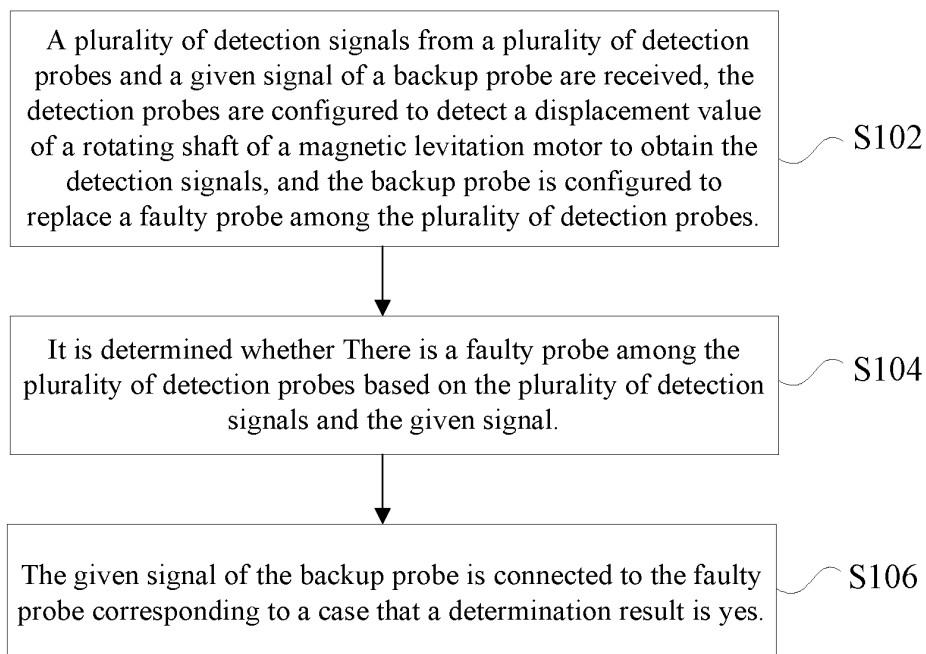 A plurality of detection signals from a plurality of detection
probes and a given signal of a backup probe are received, the
detection probes are configured to detect a displacement value
of a rotating shaft of a magnetic levitation motor to obtain the
detection signals, and the backup probe is configured to
replace a faulty probe among the plurality of detection probes.
S102
It is determined whether There is a faulty probe among the
plurality of detection probes based on the plurality of detection
signals and the given signal.
S104
The given signal of the backup probe is connected to the faulty
probe corresponding to a case that a determination result is yes.
S106